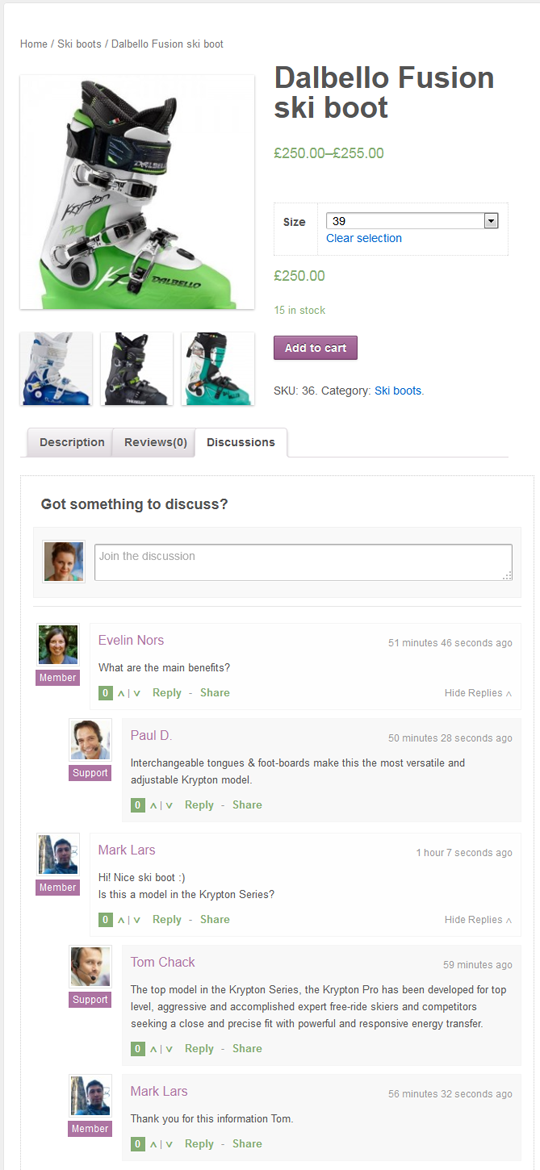 Home / Ski boots / Dalbello Fusion ski boot
Dalbello Fusion
ski boot
£250.00–£255.00
DALBELLO
Krypton
DALBELLO
Size
39
Clear selection
£250.00
15 in stock
Add to cart
SKU: 36. Category: Ski boots.
Description
Reviews(0)
Discussions
Got something to discuss?
Join the discussion
Evelin Nors
51 minutes 46 seconds ago
Member
What are the main benefits?
0 ʌ | v Reply - Share
Hide Replies ʌ
Paul D.
50 minutes 28 seconds ago
Support
Interchangeable tongues & foot-boards make this the most versatile and
adjustable Krypton model.
0 ʌ | v Reply - Share
Mark Lars
1 hour 7 seconds ago
Member
Hi! Nice ski boot :)
Is this a model in the Krypton Series?
0 ʌ | v Reply - Share
Hide Replies ʌ
Tom Chack
59 minutes ago
Support
The top model in the Krypton Series, the Krypton Pro has been developed for top
level, aggressive and accomplished expert free-ride skiers and competitors
seeking a close and precise fit with powerful and responsive energy transfer.
0 ʌ | v Reply - Share
Mark Lars
56 minutes 32 seconds ago
Member
Thank you for this information Tom.
0 ʌ | v Reply - Share